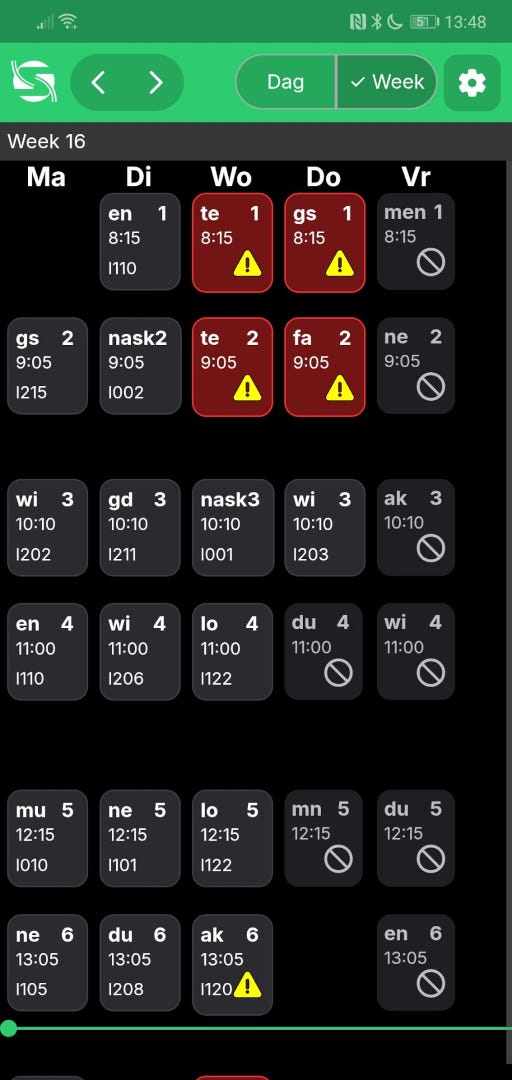 51 13:48
Dag ✓ Week
Week 16
Ma Di Wo Do Vr
en 1
8:15
I110
te 1
8:15
gs 1
8:15
men 1
8:15
gs 2
9:05
I215
nask2
9:05
I002
te 2
9:05
fa 2
9:05
ne 2
9:05
wi 3
10:10
I202
gd 3
10:10
I211
nask3
10:10
I001
wi 3
10:10
I203
ak 3
10:10
en 4
11:00
I110
wi 4
11:00
I206
lo 4
11:00
I122
du 4
11:00
wi 4
11:00
mu 5
12:15
I010
ne 5
12:15
I101
lo 5
12:15
I122
mn 5
12:15
du 5
12:15
ne 6
13:05
I105
du 6
13:05
I208
ak 6
13:05
I120
en 6
13:05